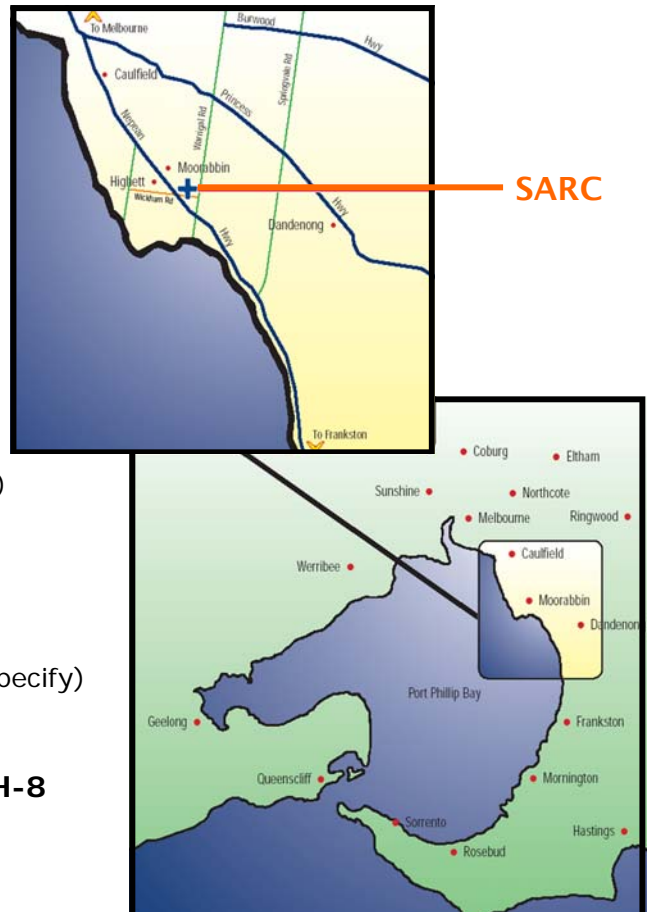 To Melbourne
Burwood
Hwy
Caulfield
Springvale Rd
Princess
Warrigal Rd
Nepean
Moorabbin
Highett
SARC
Wickham Rd
Hwy
Dandenong
Hwy
To Frankston
Coburg
Eltham
)
Sunshine
Northcote
Melbourne
Ringwood
Caulfield
Werribee
Moorabbin
Dandenon
pecify)
Port Phillip Bay
Geelong
Frankston
Queenscliff
Mornington
H-8
Sorrento
Hastings
Rosebud